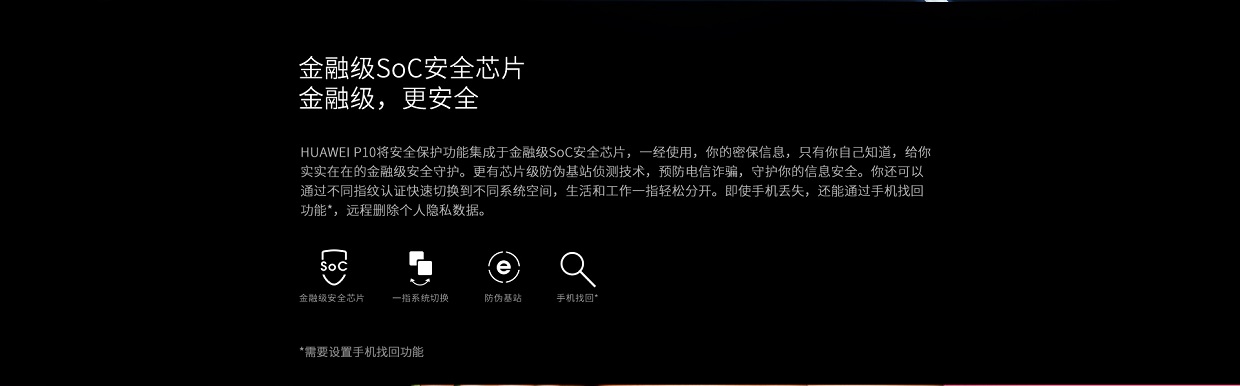 金融级SoC安全芯片
金融级，更安全
HUAWEI P10将安全保护功能集成于金融级SoC安全芯片，一经使用，你的密保信息，只有你自己知道，给你
实实在在的金融级安全守护。更有芯片级防伪基站侦测技术，预防电信诈骗，守护你的信息安全。你还可以
通过不同指纹认证快速切换到不同系统空间，生活和工作一指轻松分开。即使手机丢失，还能通过手机找回
功能*，远程删除个人隐私数据。
SoC
e
金融级安全芯片 一指系统切换 防伪基站 手机找回*
*需要设置手机找回功能